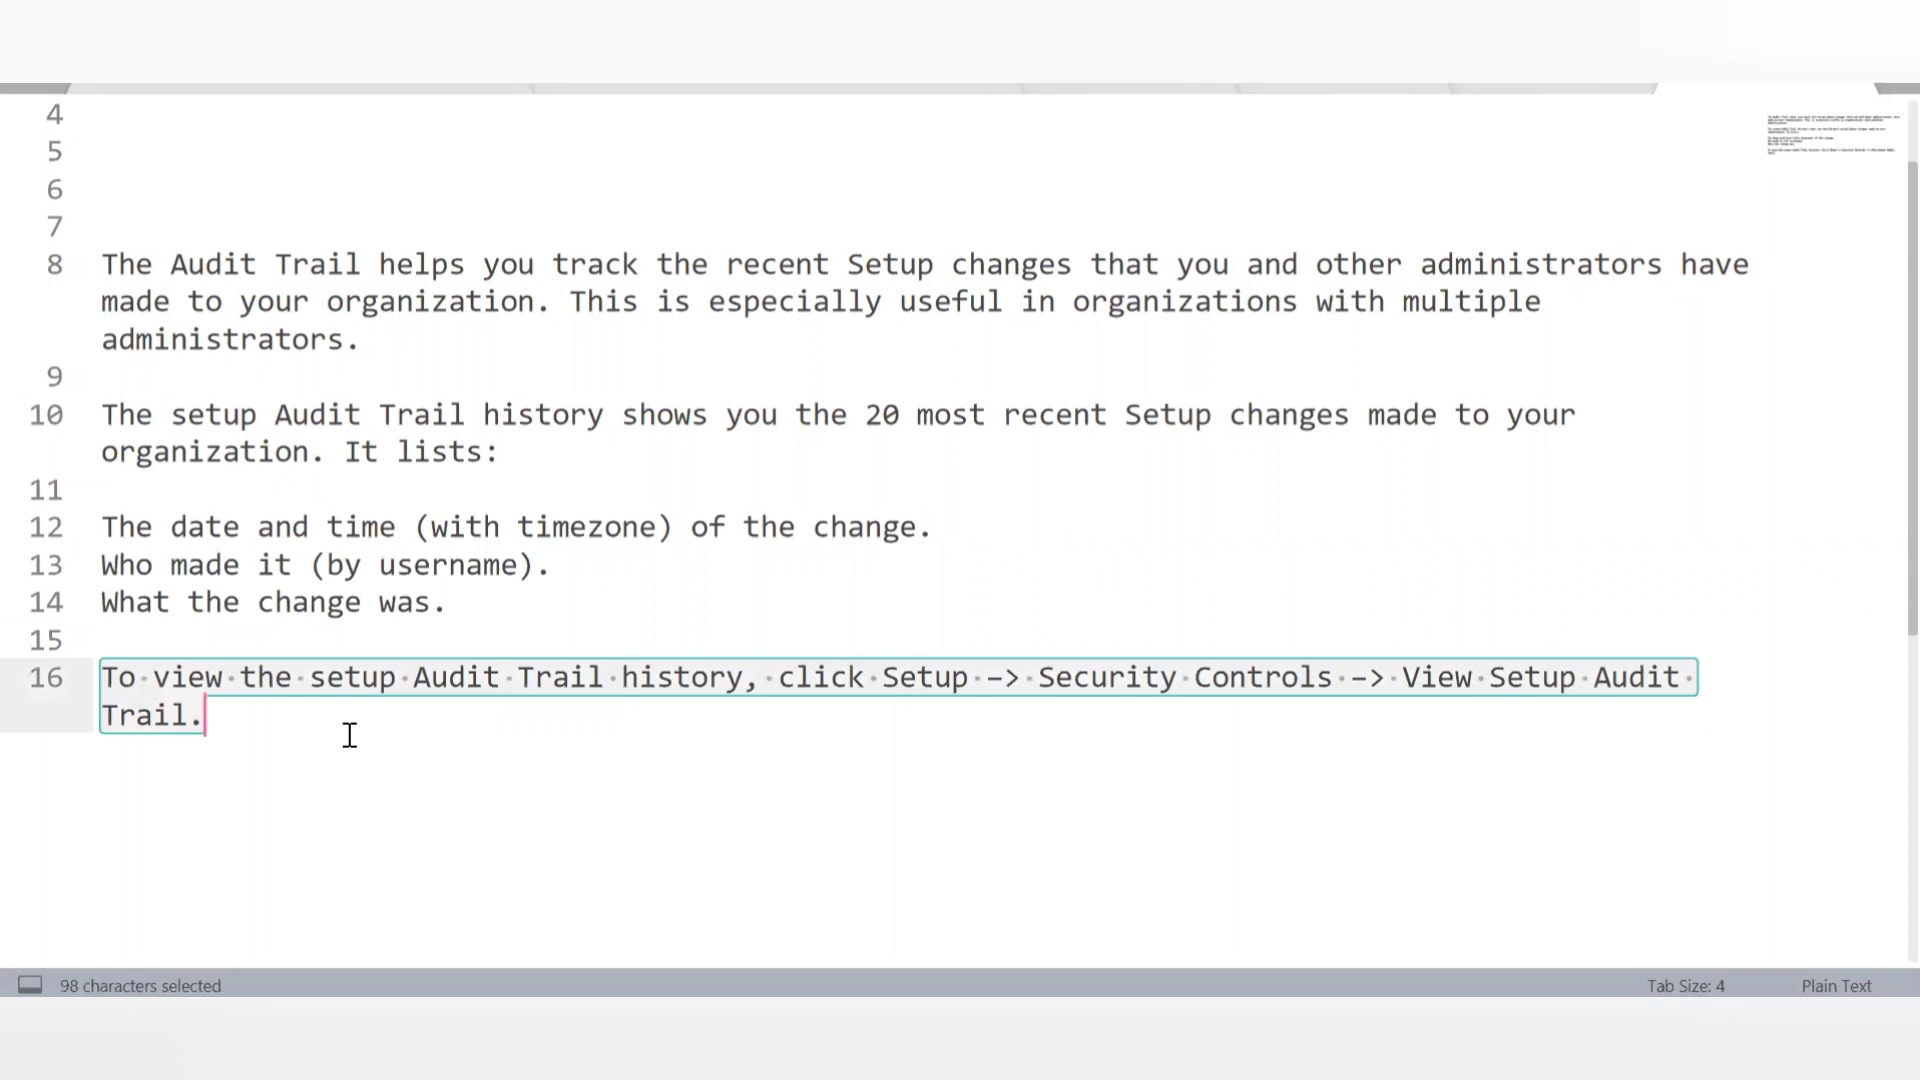 4
5
6
7
8 The Audit Trail helps you track the recent Setup changes that you and other administrators have
made to your organization. This is especially useful in organizations with multiple
administrators.
9
10 The setup Audit Trail history shows you the 20 most recent Setup changes made to your
organization. It lists:
11
12 The date and time (with timezone) of the change.
13 Who made it (by username).
14 What the change was.
15
16 To view the setup Audit Trail history, click Setup –> Security Controls –> View Setup Audit
Trail.
98 characters selected Tab Size: 4 Plain Text